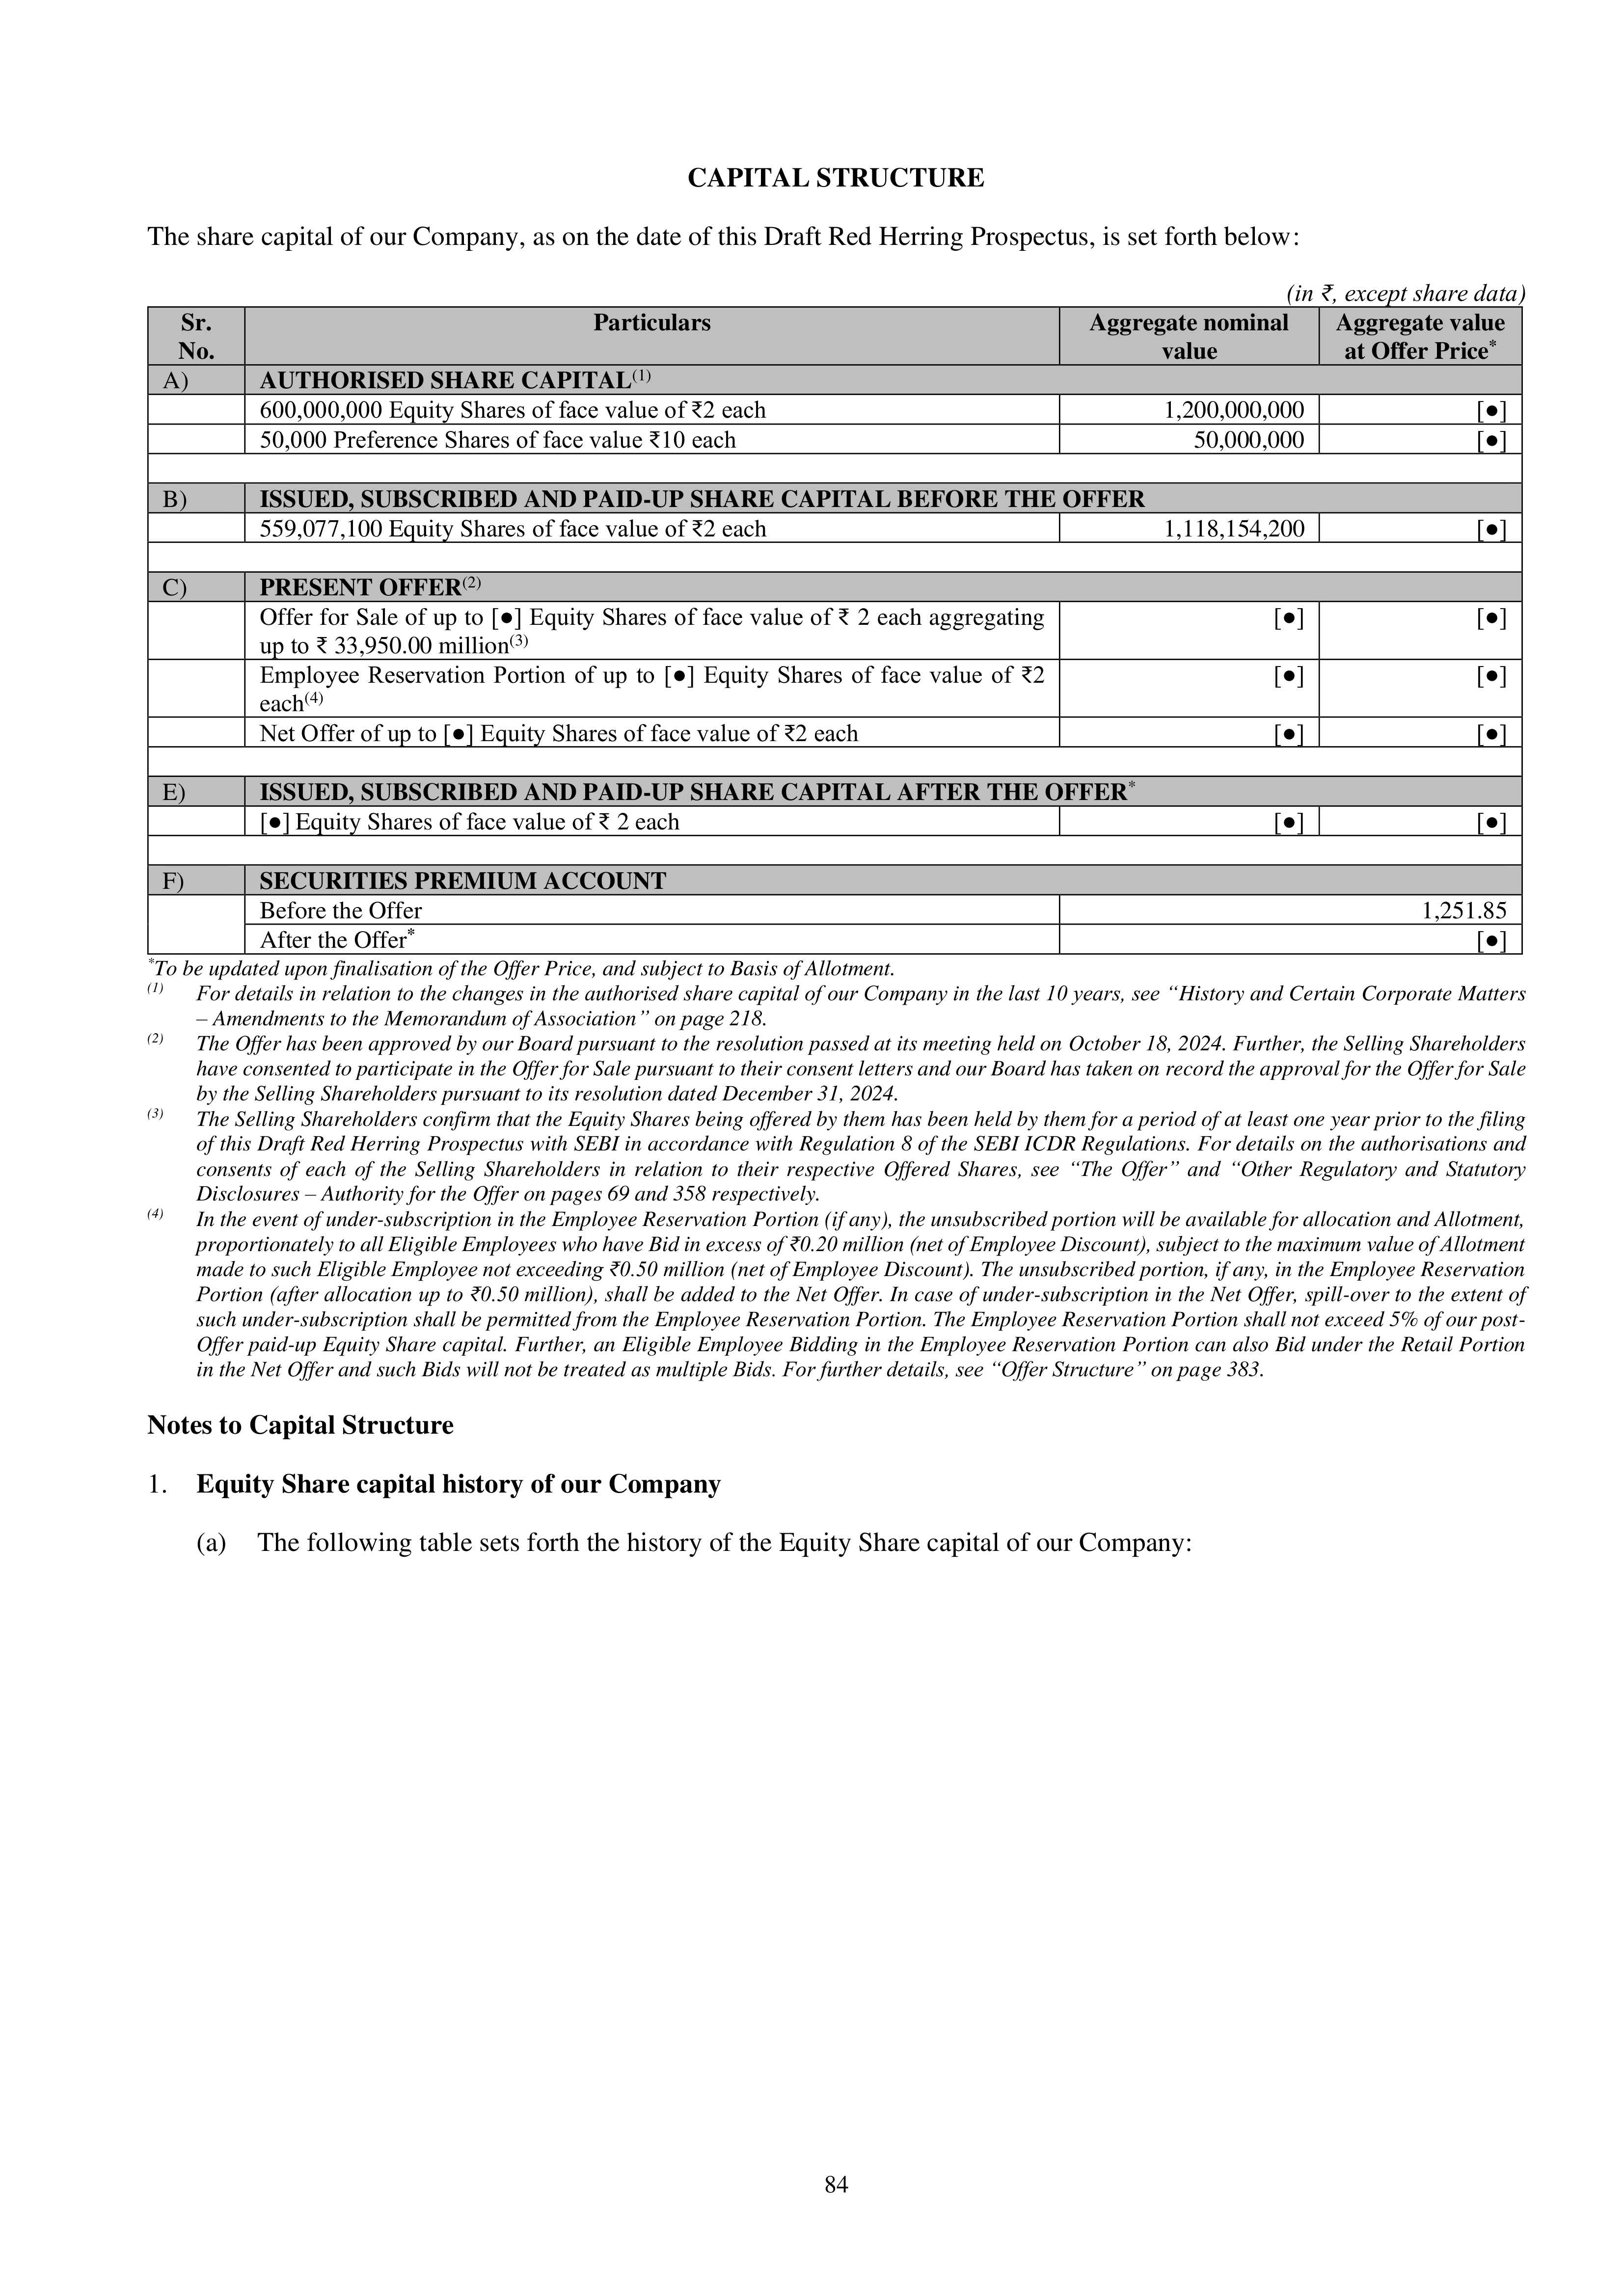 CAPITAL STRUCTURE
The share capital of our Company, as on the date of this Draft Red Herring Prospectus, is set forth below:
(in ₹, except share data)
Sr. No. Particulars Aggregate nominal value Aggregate value at Offer Price*
A) AUTHORISED SHARE CAPITAL(1)
600,000,000 Equity Shares of face value of ₹2 each 1,200,000,000 [●]
50,000 Preference Shares of face value ₹10 each 50,000,000 [●]
B) ISSUED, SUBSCRIBED AND PAID-UP SHARE CAPITAL BEFORE THE OFFER
559,077,100 Equity Shares of face value of ₹2 each 1,118,154,200 [●]
C) PRESENT OFFER(2)
Offer for Sale of up to [●] Equity Shares of face value of ₹ 2 each aggregating [●] [●]
up to ₹ 33,950.00 million(3)
Employee Reservation Portion of up to [●] Equity Shares of face value of ₹2 [●] [●]
each(4)
Net Offer of up to [●] Equity Shares of face value of ₹2 each [●] [●]
E) ISSUED, SUBSCRIBED AND PAID-UP SHARE CAPITAL AFTER THE OFFER*
[●] Equity Shares of face value of ₹ 2 each [●] [●]
F) SECURITIES PREMIUM ACCOUNT
Before the Offer 1,251.85
After the Offer* [●]
*To be updated upon finalisation of the Offer Price, and subject to Basis of Allotment.
(1) For details in relation to the changes in the authorised share capital of our Company in the last 10 years, see “History and Certain Corporate Matters
– Amendments to the Memorandum of Association” on page 218.
(2) The Offer has been approved by our Board pursuant to the resolution passed at its meeting held on October 18, 2024. Further, the Selling Shareholders
have consented to participate in the Offer for Sale pursuant to their consent letters and our Board has taken on record the approval for the Offer for Sale
by the Selling Shareholders pursuant to its resolution dated December 31, 2024.
(3) The Selling Shareholders confirm that the Equity Shares being offered by them has been held by them for a period of at least one year prior to the filing
of this Draft Red Herring Prospectus with SEBI in accordance with Regulation 8 of the SEBI ICDR Regulations. For details on the authorisations and
consents of each of the Selling Shareholders in relation to their respective Offered Shares, see “The Offer” and “Other Regulatory and Statutory
Disclosures – Authority for the Offer on pages 69 and 358 respectively.
(4) In the event of under-subscription in the Employee Reservation Portion (if any), the unsubscribed portion will be available for allocation and Allotment,
proportionately to all Eligible Employees who have Bid in excess of ₹0.20 million (net of Employee Discount), subject to the maximum value of Allotment
made to such Eligible Employee not exceeding ₹0.50 million (net of Employee Discount). The unsubscribed portion, if any, in the Employee Reservation
Portion (after allocation up to ₹0.50 million), shall be added to the Net Offer. In case of under-subscription in the Net Offer, spill-over to the extent of
such under-subscription shall be permitted from the Employee Reservation Portion. The Employee Reservation Portion shall not exceed 5% of our post-
Offer paid-up Equity Share capital. Further, an Eligible Employee Bidding in the Employee Reservation Portion can also Bid under the Retail Portion
in the Net Offer and such Bids will not be treated as multiple Bids. For further details, see “Offer Structure” on page 383.
Notes to Capital Structure
1. Equity Share capital history of our Company
(a) The following table sets forth the history of the Equity Share capital of our Company:
84